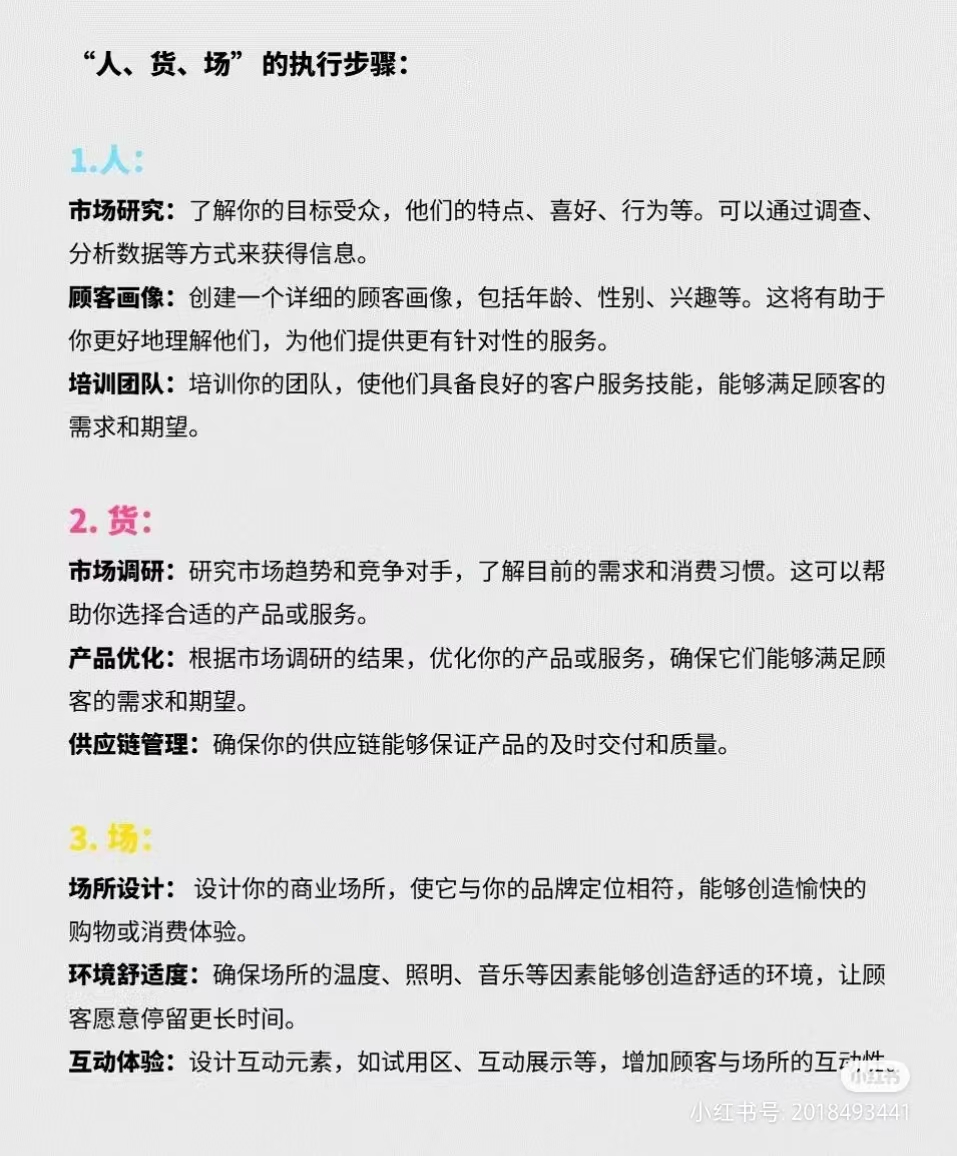 “人、货、场” 的执行步骤：
1.人：
市场研究：了解你的目标受众，他们的特点、喜好、行为等。可以通过调查、
分析数据等方式来获得信息。
顾客画像：创建一个详细的顾客画像，包括年龄、性别、兴趣等。这将有助于
你更好地理解他们，为他们提供更有针对性的服务。
培训团队：培训你的团队，使他们具备良好的客户服务技能，能够满足顾客的
需求和期望。
2. 货：
市场调研：研究市场趋势和竞争对手，了解目前的需求和消费习惯。这可以帮
助你选择合适的产品或服务。
产品优化：根据市场调研的结果，优化你的产品或服务，确保它们能够满足顾
客的需求和期望。
供应链管理：确保你的供应链能够保证产品的及时交付和质量。
3. 场：
场所设计： 设计你的商业场所，使它与你的品牌定位相符，能够创造愉快的
购物或消费体验。
环境舒适度：确保场所的温度、照明、音乐等因素能够创造舒适的环境，让顾
客愿意停留更长时间。
互动体验：设计互动元素，如试用区、互动展示等，增加顾客与场所的互动性。
小红书
小红书号: 2018493441